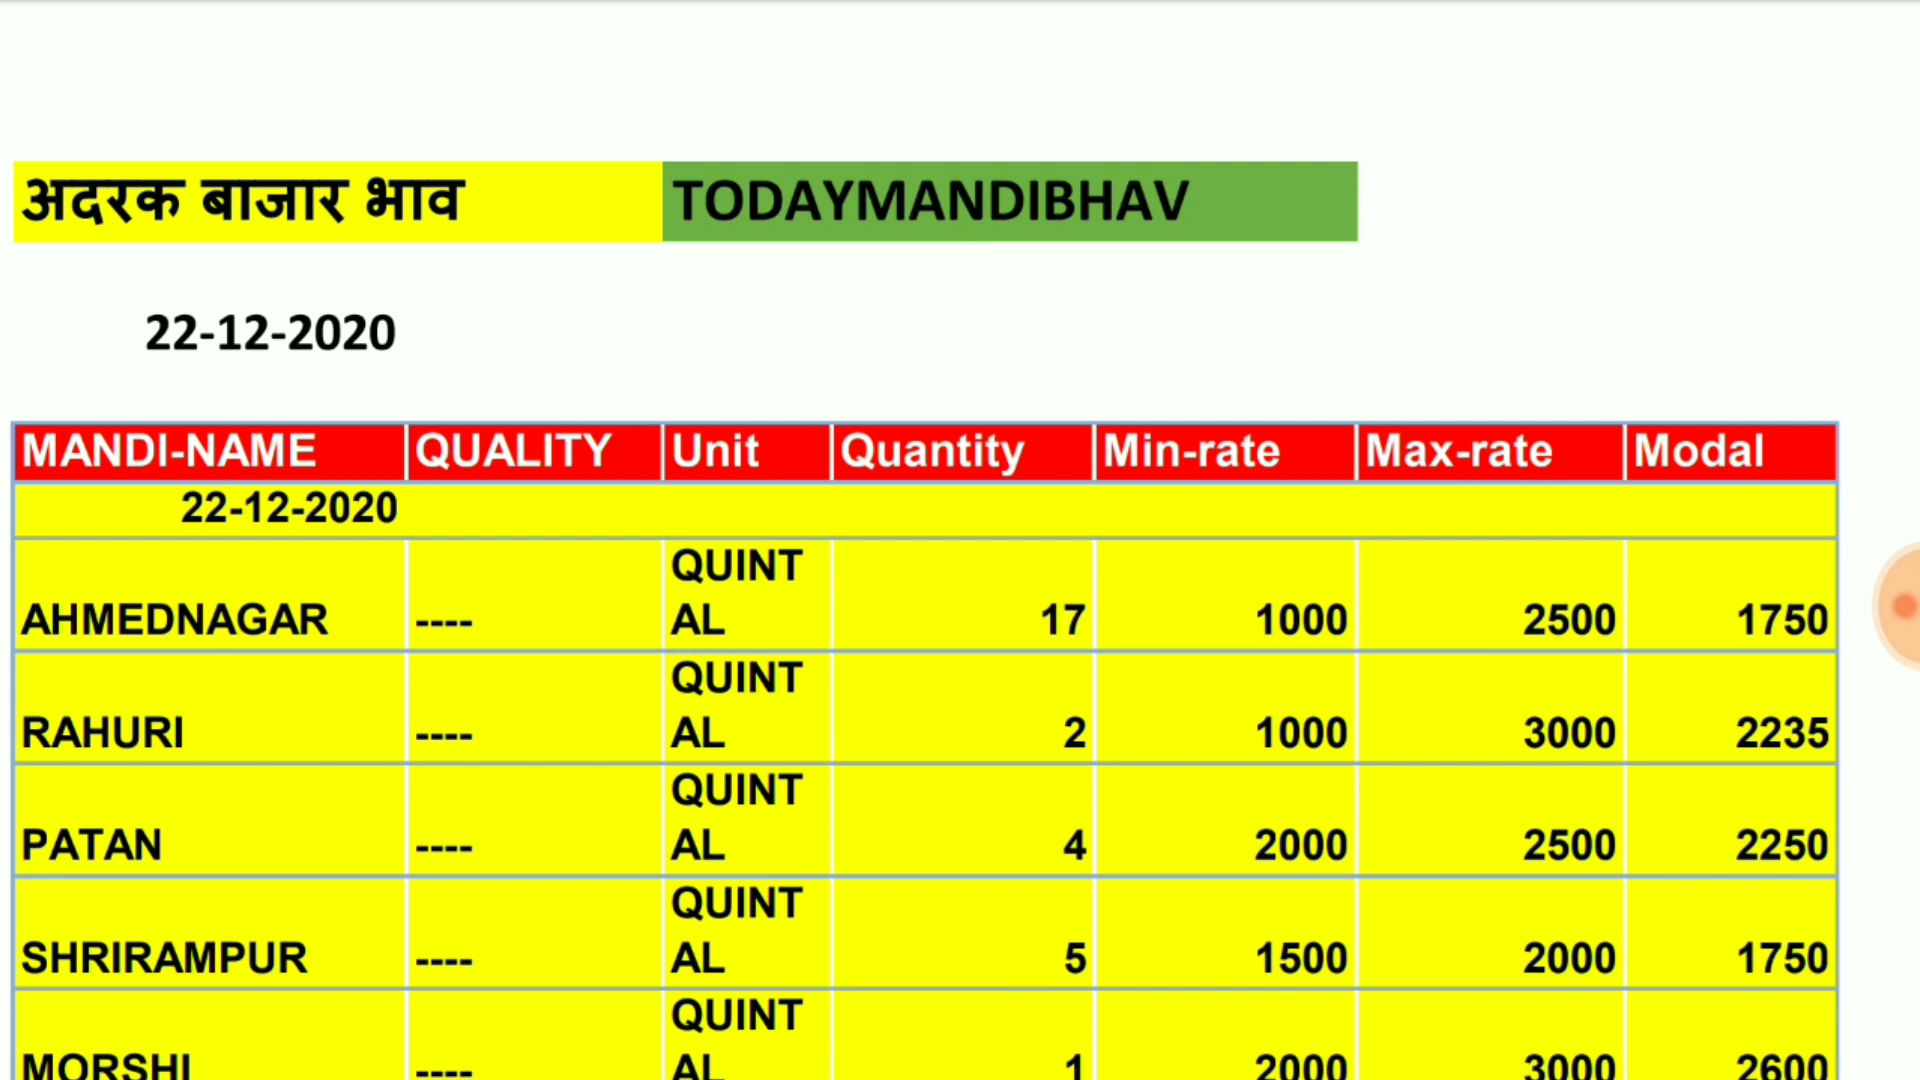 अदरक बाजार भाव TODAYMANDIBHAV
22-12-2020
MANDI-NAME QUALITY Unit Quantity Min-rate Max-rate Modal
22-12-2020
QUINT
AHMEDNAGAR ---- AL 17 1000 2500 1750
QUINT
RAHURI ---- AL 2 1000 3000 2235
QUINT
PATAN ---- AL 4 2000 2500 2250
QUINT
SHRIRAMPUR ---- AL 5 1500 2000 1750
QUINT
MORSHI ---- AL 1 2000 3000 2600